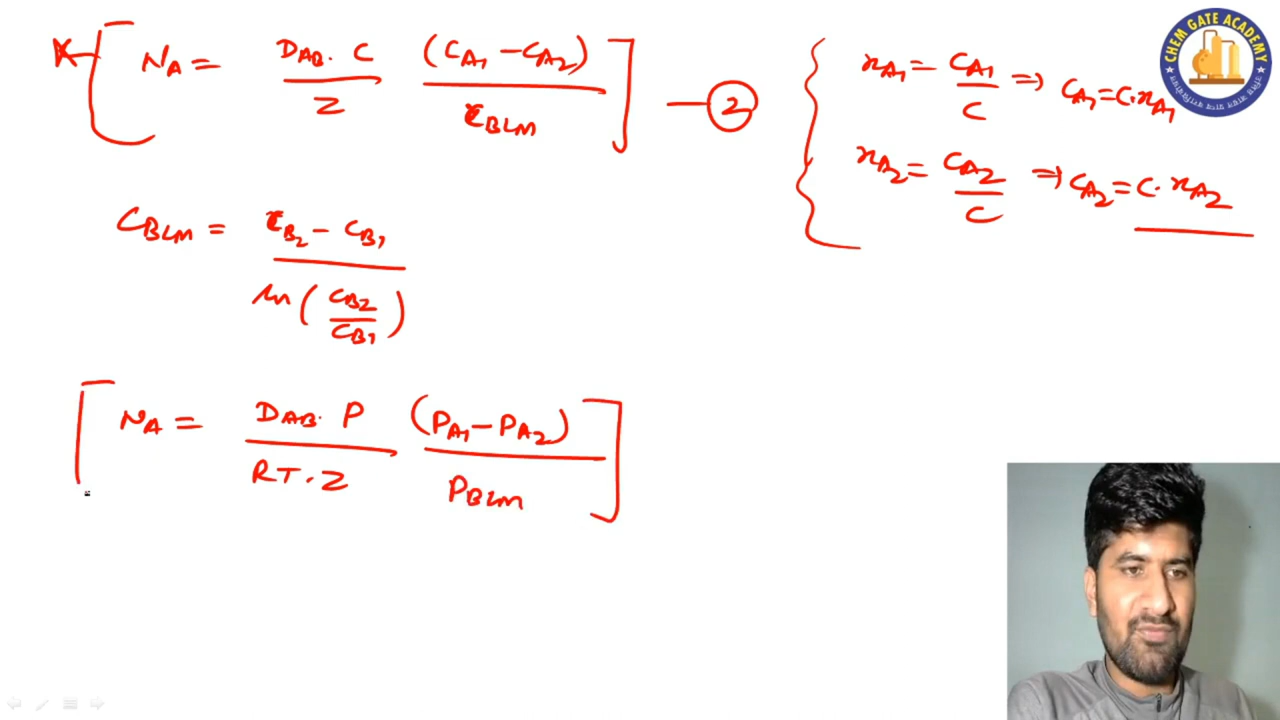 N_A = D_AB · C / Z (C_A1 − C_A2) / C_BLM — ②
C_BLM = C_B2 − C_B1 / ln ( C_B2 / C_B1 )
N_A = D_AB · P / RT · Z (P_A1 − P_A2) / P_BLM
x_A1 = C_A1 / C ⇒ C_A1 = C · x_A1
x_A2 = C_A2 / C ⇒ C_A2 = C · x_A2
CHEM GATE ACADEMY